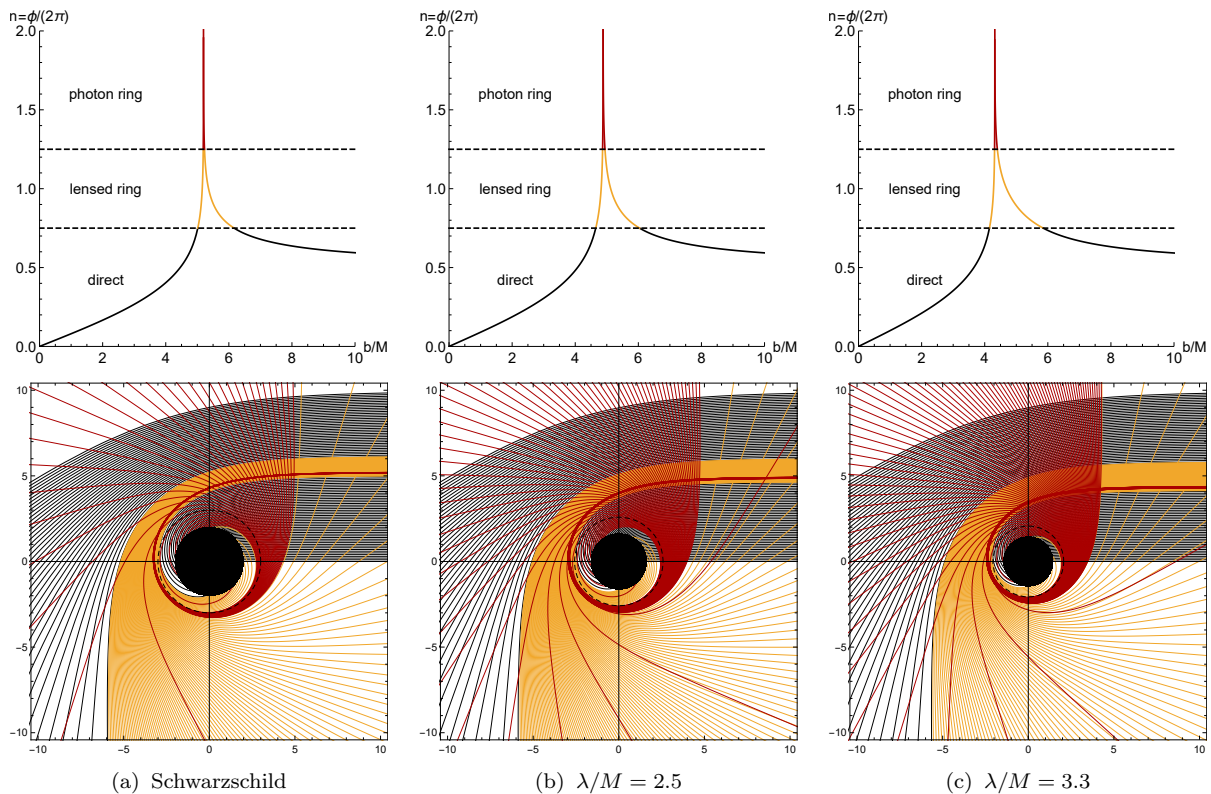 n=ϕ/(2π)
2.0
photon ring
1.5
1.0
lensed ring
0.5
direct
0.0
0 2 4 6 8 10
b/M
n=ϕ/(2π)
2.0
photon ring
1.5
1.0
lensed ring
0.5
direct
0.0
0 2 4 6 8 10
b/M
n=ϕ/(2π)
2.0
photon ring
1.5
1.0
lensed ring
0.5
direct
0.0
0 2 4 6 8 10
b/M
10
5
0
−5
−10
−10 −5 0 5 10
10
5
0
−5
−10
−10 −5 0 5 10
10
5
0
−5
−10
−10 −5 0 5 10
(a) Schwarzschild
(b) λ/M = 2.5
(c) λ/M = 3.3